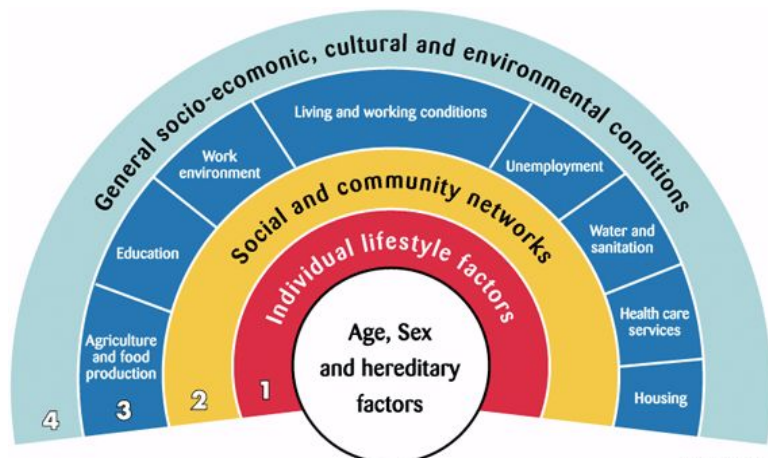 General socio-ecomonic, cultural and environmental conditions
Living and working conditions
Work
environment
Unemployment
Education
Water and
sanitation
Agriculture
and food
production
Health care
services
Housing
Social and community networks
Individual lifestyle factors
Age, Sex
and hereditary
factors
4
3
2
1